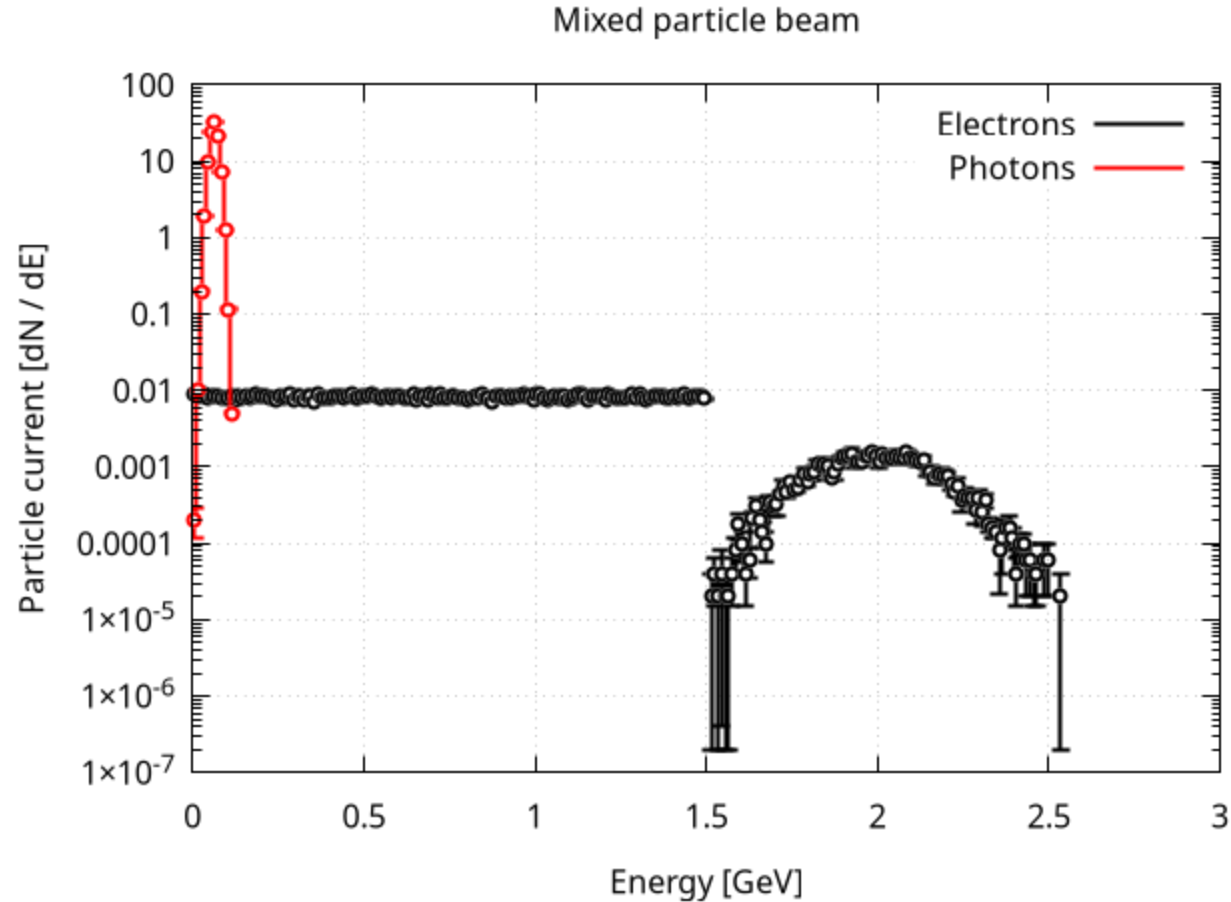 Mixed particle beam
Electrons
Photons
Particle current [dN / dE]
100
10
1
0.1
0.01
0.001
0.0001
1×10⁻⁵
1×10⁻⁶
1×10⁻⁷
0 0.5 1 1.5 2 2.5 3
Energy [GeV]